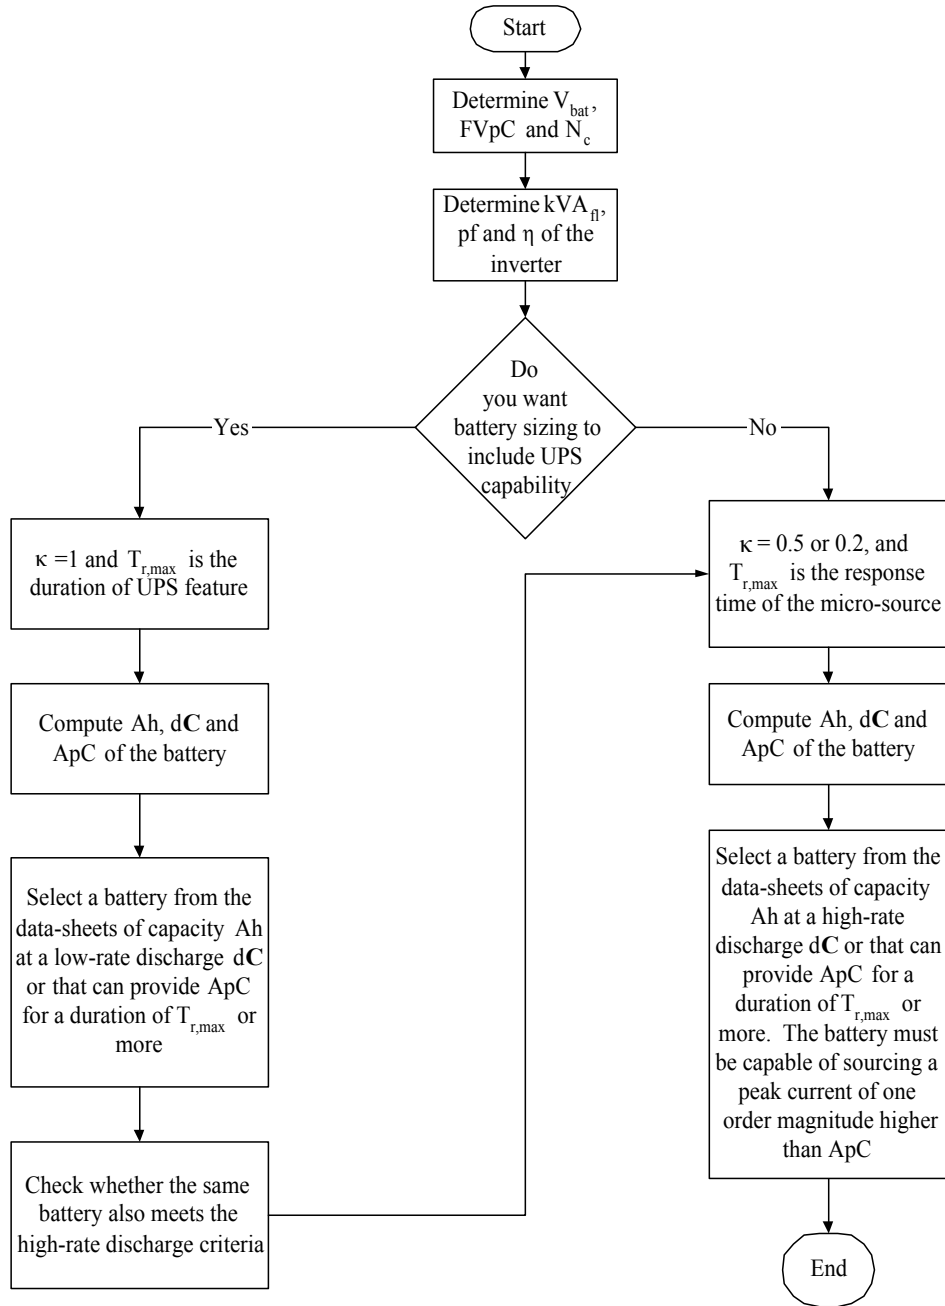 Start
Determine V_bat,
FVpC and N_c
Determine kVA_fl,
pf and η of the
inverter
Do
you want
battery sizing to
include UPS
capability
Yes
No
κ =1 and T_r,max is the
duration of UPS feature
Compute Ah, dC and
ApC of the battery
Select a battery from the
data-sheets of capacity Ah
at a low-rate discharge dC
or that can provide ApC
for a duration of T_r,max or
more
Check whether the same
battery also meets the
high-rate discharge criteria
κ = 0.5 or 0.2, and
T_r,max is the response
time of the micro-source
Compute Ah, dC and
ApC of the battery
Select a battery from the
data-sheets of capacity
Ah at a high-rate
discharge dC or that can
provide ApC for a
duration of T_r,max or
more. The battery must
be capable of sourcing a
peak current of one
order magnitude higher
than ApC
End